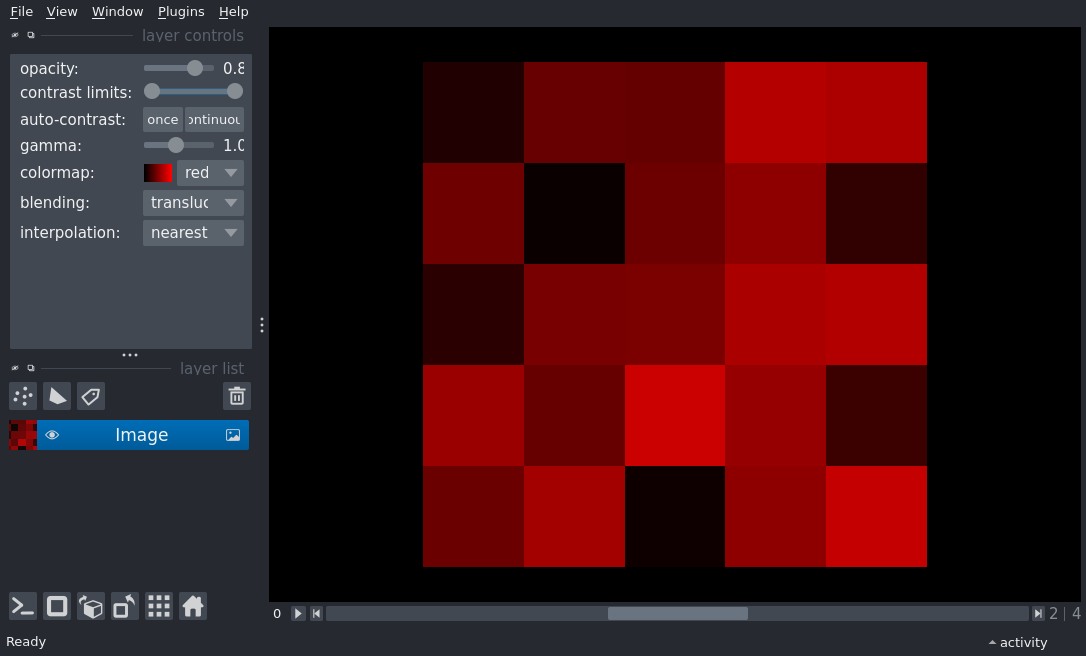 File View Window Plugins Help
layer controls
opacity: 0.8
contrast limits:
auto-contrast: once ontinuou
gamma: 1.0
colormap: red
blending: transluc
interpolation: nearest
layer list
Image
0 2 | 4
Ready
activity